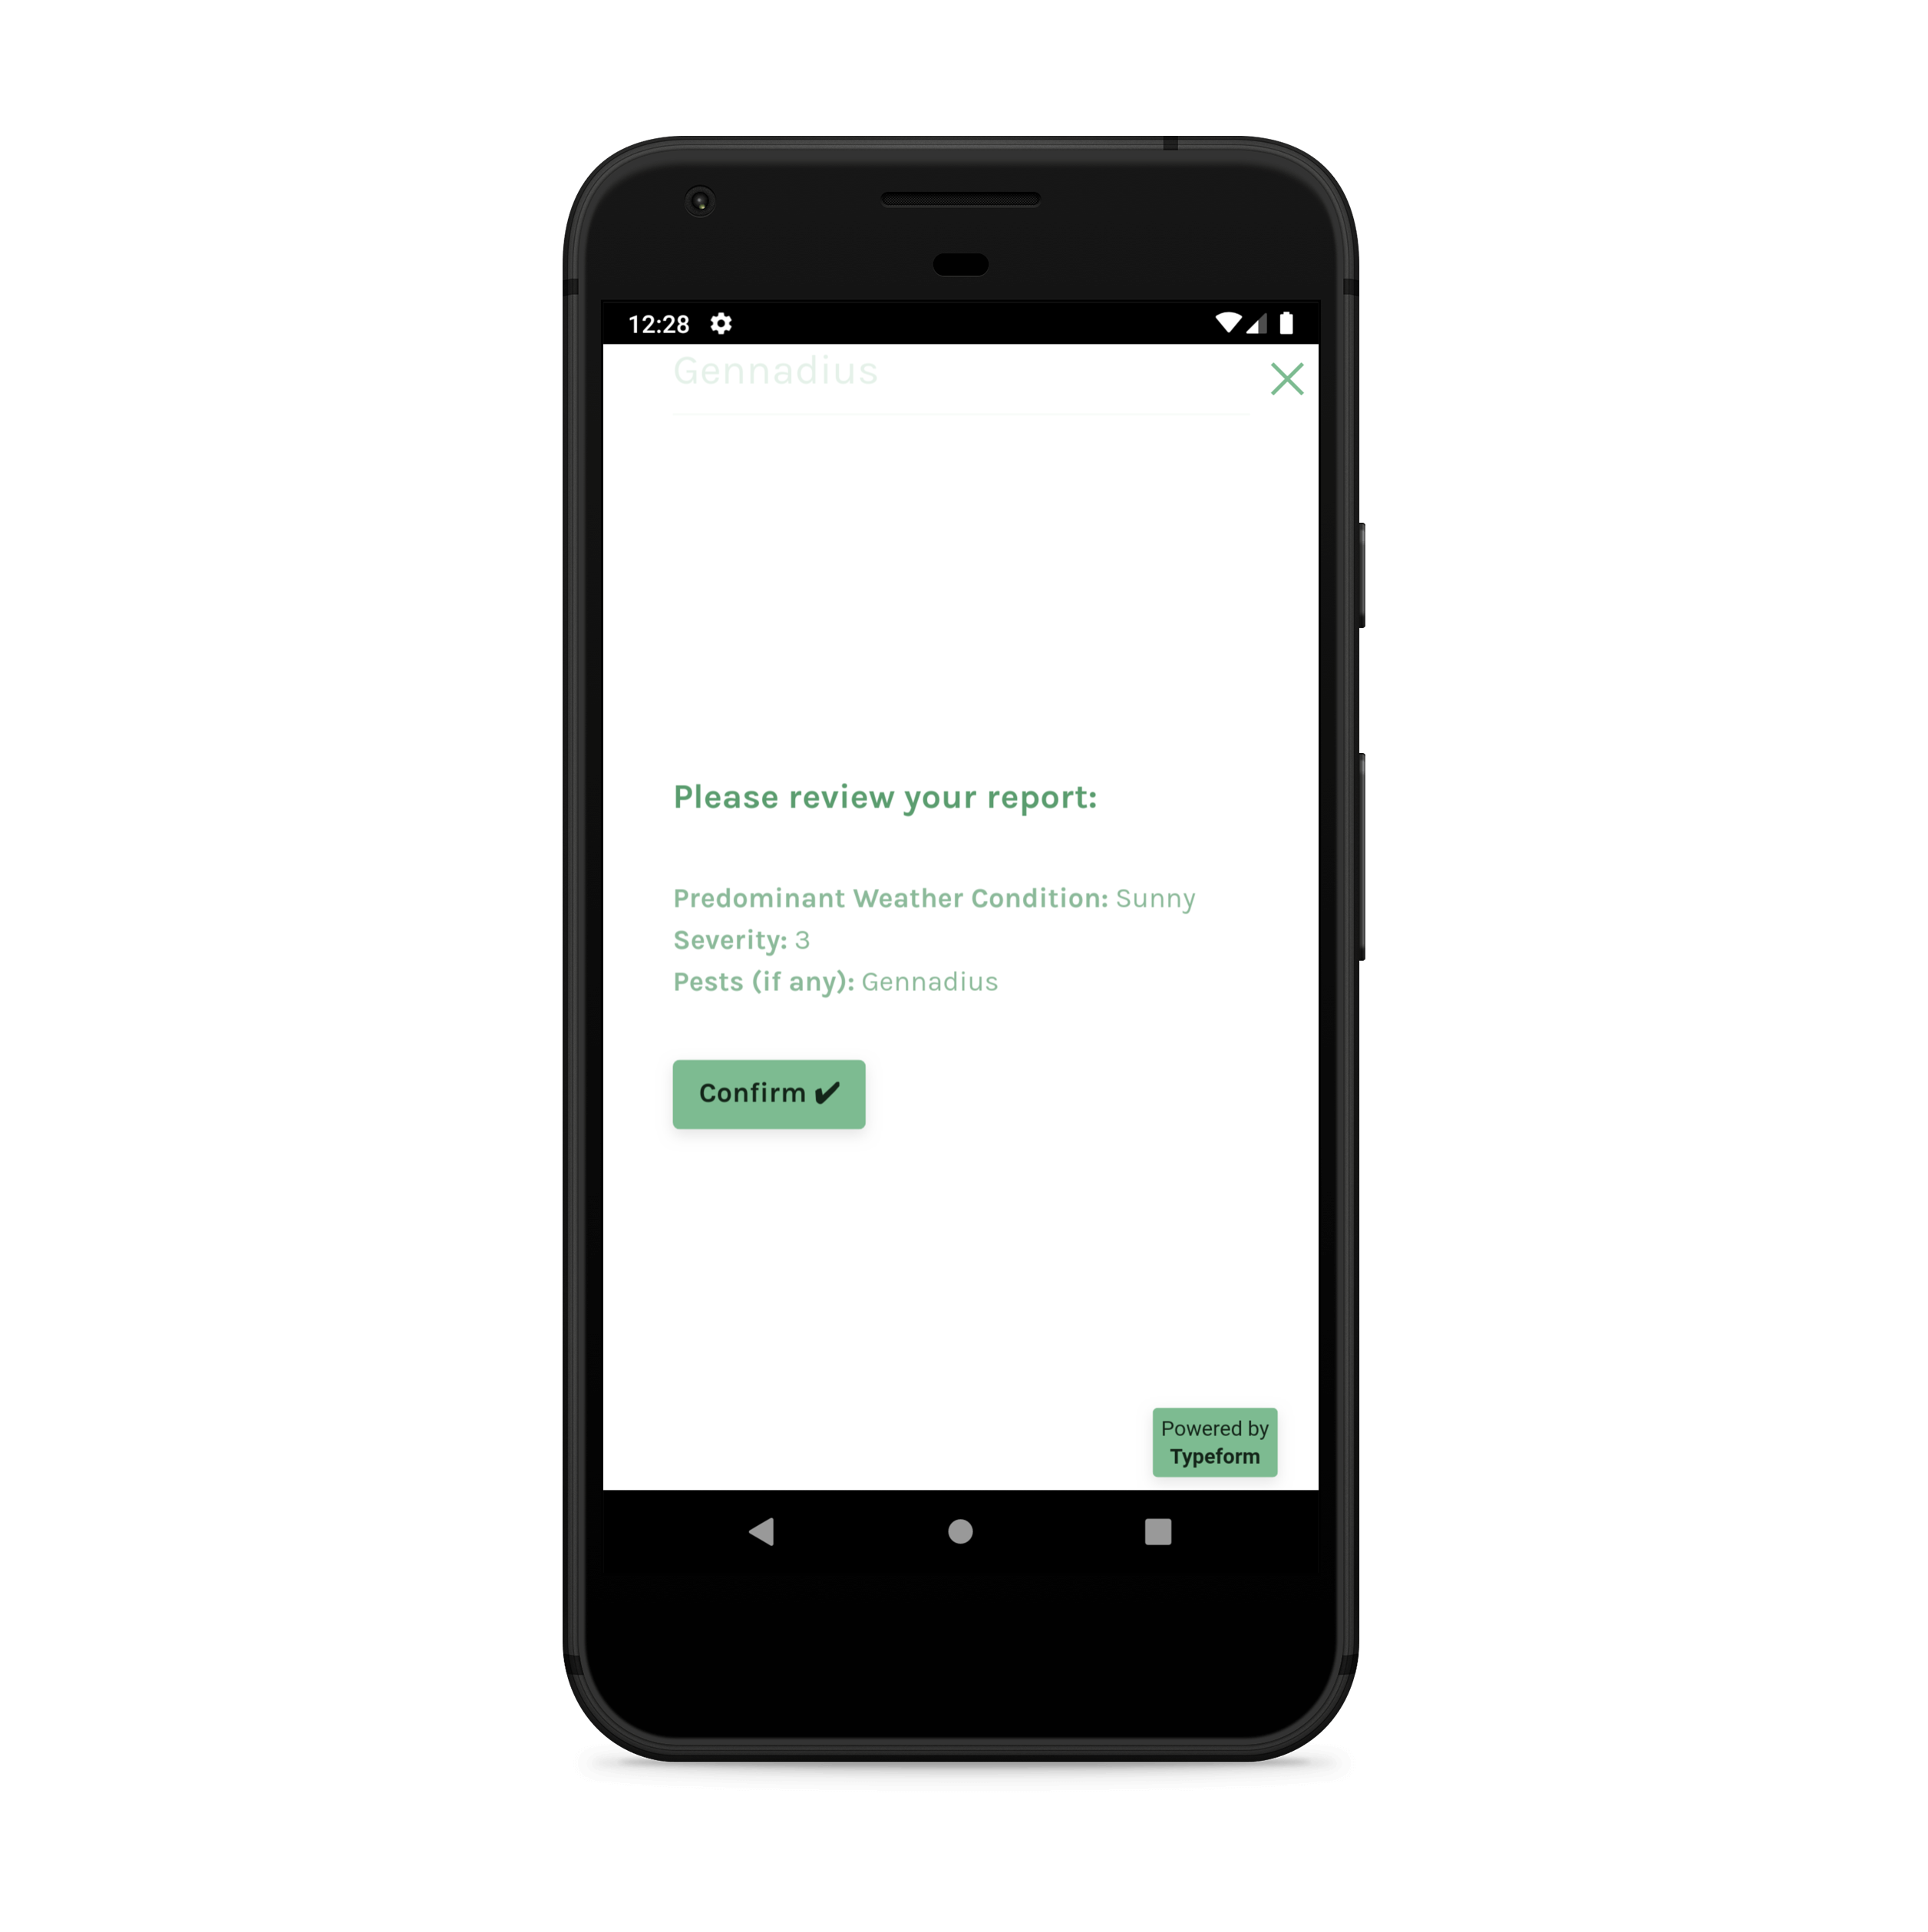 12:28
Gennadius
Please review your report:
Predominant Weather Condition: Sunny
Severity: 3
Pests (if any): Gennadius
Confirm ✔
Powered by
Typeform